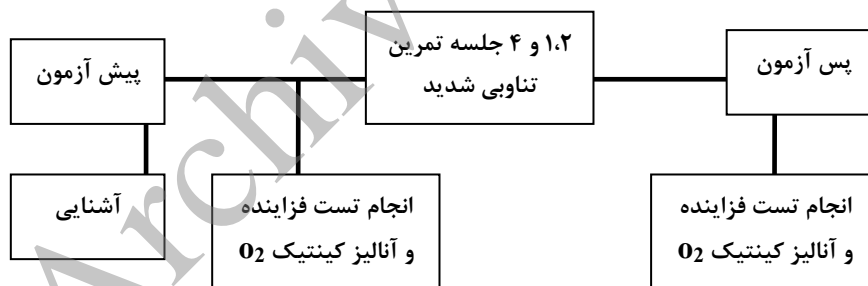 پیش آزمون
۱،۲ و ۴ جلسه تمرین
تناوبی شدید
پس آزمون
آشنایی
انجام تست فزاینده
و آنالیز کینتیک O2
انجام تست فزاینده
و آنالیز کینتیک O2
Archiv